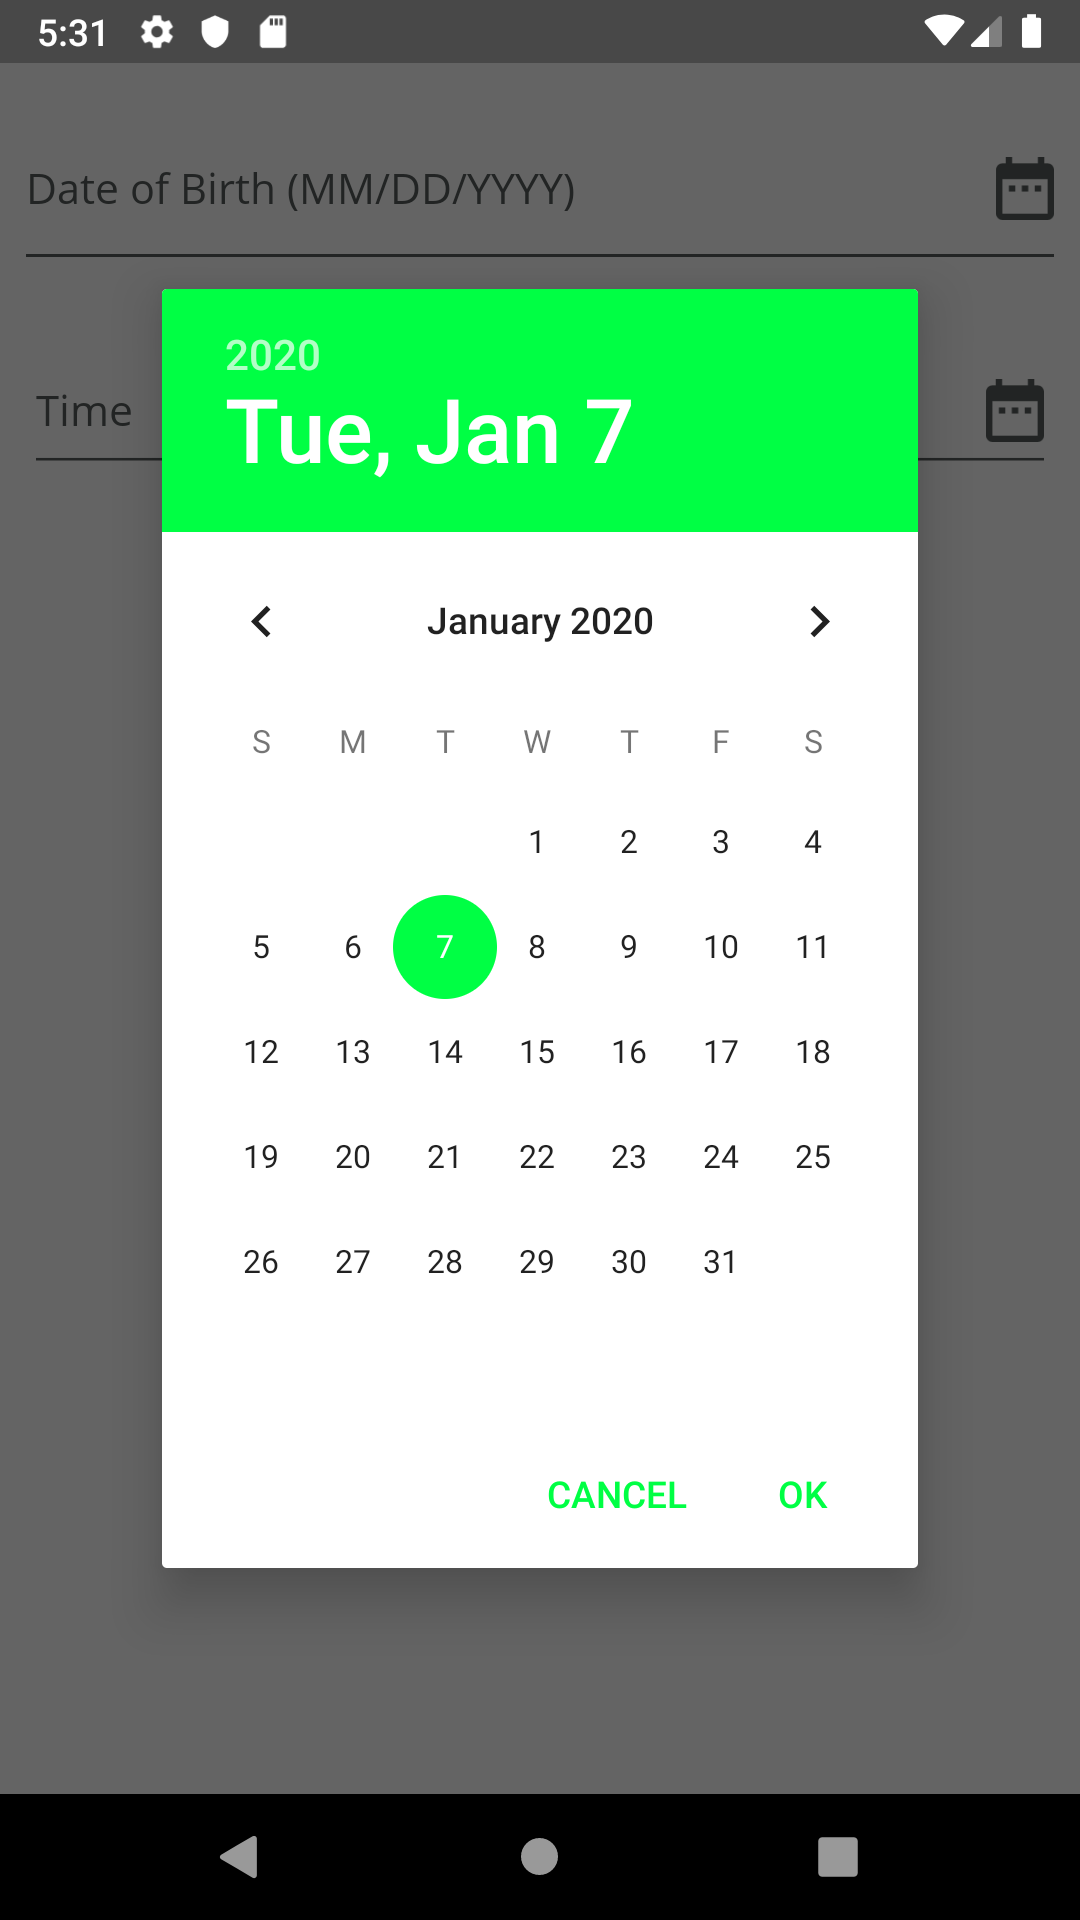 5:31
Date of Birth (MM/DD/YYYY)
Time
2020
Tue, Jan 7
January 2020
S M T W T F S
1 2 3 4
5 6 7 8 9 10 11
12 13 14 15 16 17 18
19 20 21 22 23 24 25
26 27 28 29 30 31
CANCEL OK